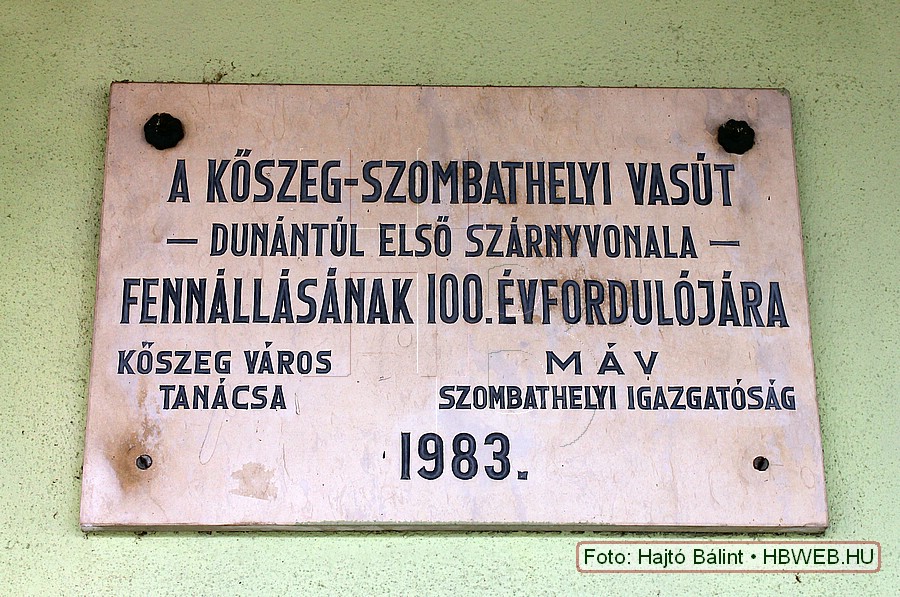 A KŐSZEG-SZOMBATHELYI VASÚT
— DUNÁNTÚL ELSŐ SZÁRNYVONALA —
FENNÁLLÁSÁNAK 100. ÉVFORDULÓJÁRA
KŐSZEG VÁROS
TANÁCSA
MÁV
SZOMBATHELYI IGAZGATÓSÁG
1983.
Foto: Hajtó Bálint • HBWEB.HU